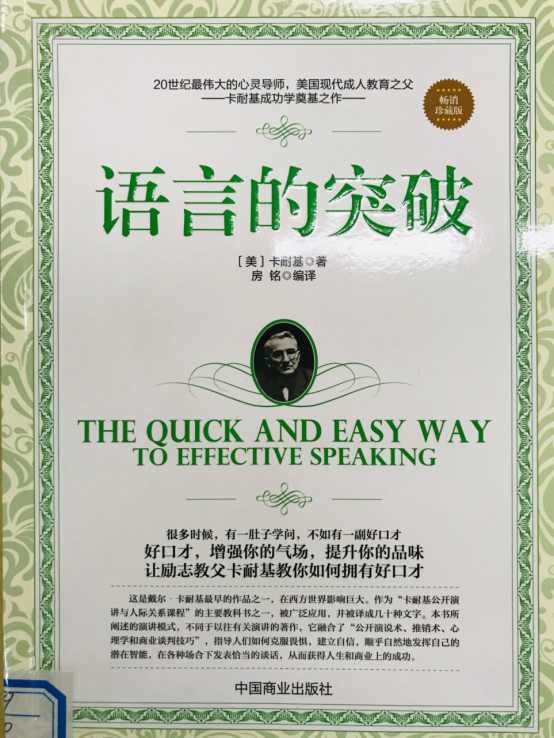 20世纪最伟大的心灵导师，美国现代成人教育之父
——卡耐基成功学奠基之作——
畅销
珍藏版
语言的突破
[美] 卡耐基◎著
房 铭◎编译
THE QUICK AND EASY WAY
TO EFFECTIVE SPEAKING
很多时候，有一肚子学问，不如有一副好口才
好口才，增强你的气场，提升你的品味
让励志教父卡耐基教你如何拥有好口才
这是戴尔·卡耐基最早的作品之一，在西方世界影响巨大。作为“卡耐基公开演
讲与人际关系课程”的主要教科书之一，被广泛应用，并被译成几十种文字。本书所
阐述的演讲模式，不同于以往有关演讲的著作，它融合了“公开演说术、推销术、心
理学和商业谈判技巧”，指导人们如何克服畏惧，建立自信，顺乎自然地发挥自己的
潜在智能，在各种场合下发表恰当的谈话，从而获得人生和商业上的成功。
中国商业出版社